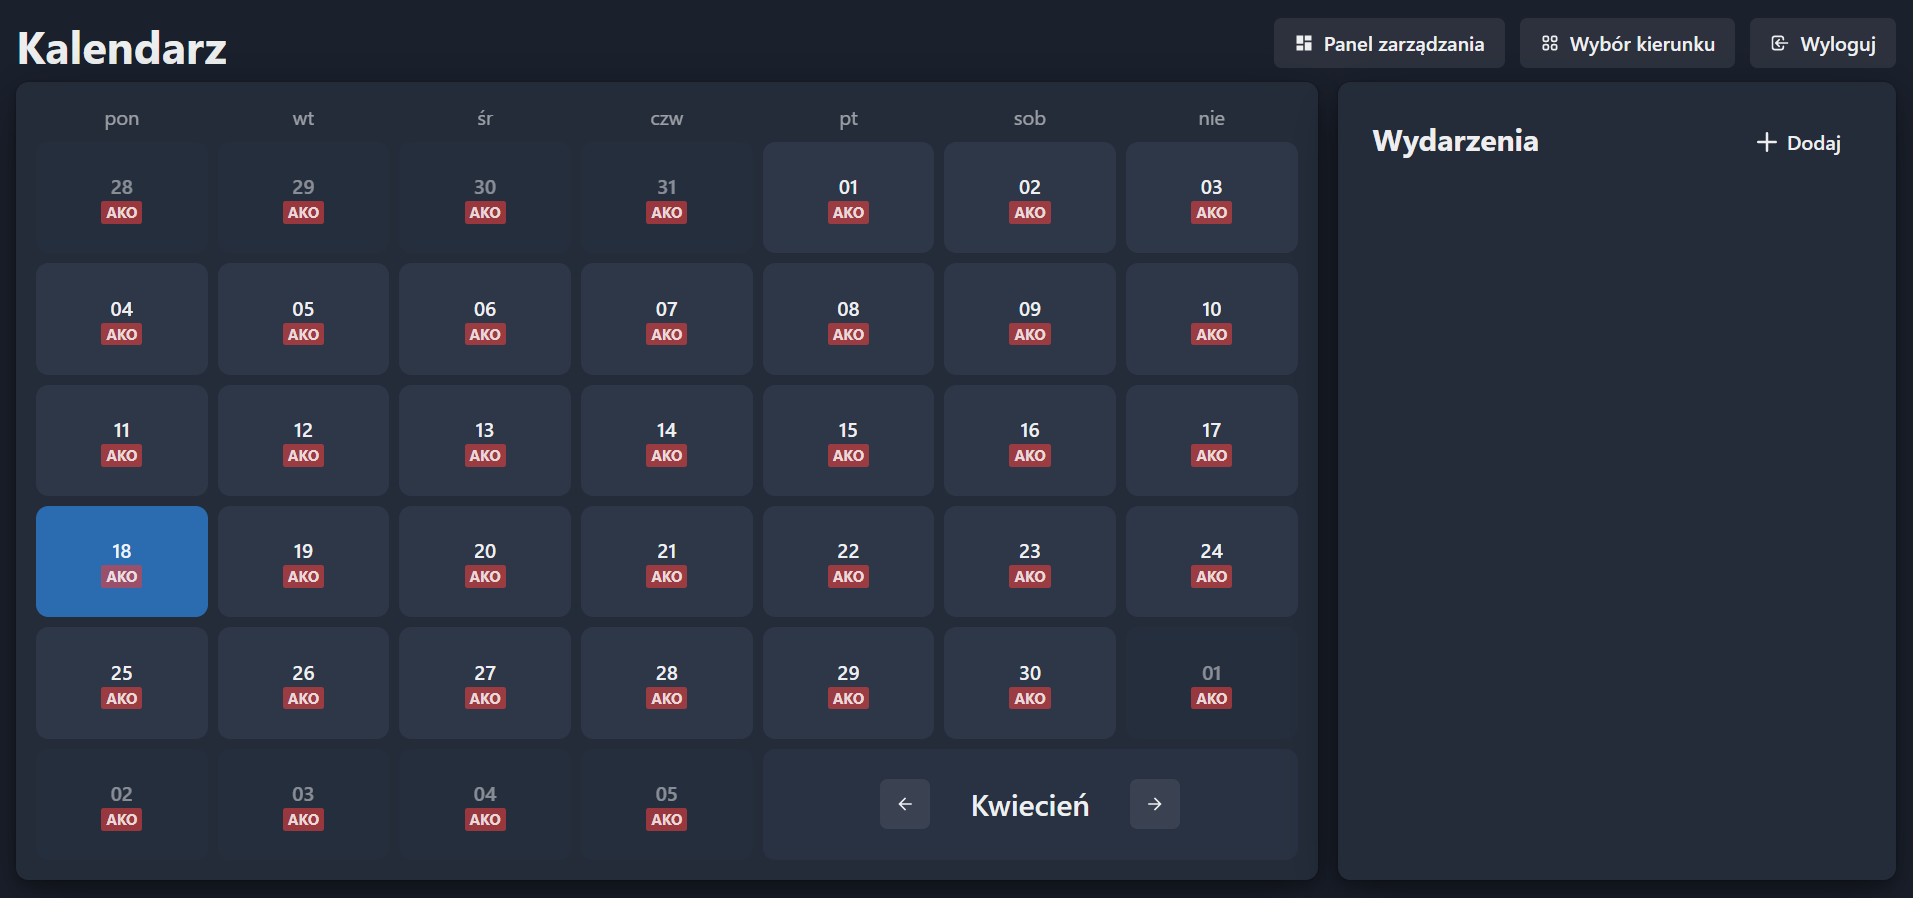 Kalendarz
Panel zarządzania
Wybór kierunku
Wyloguj
pon wt śr czw pt sob nie
28 29 30 31 01 02 03
AKO AKO AKO AKO AKO AKO AKO
04 05 06 07 08 09 10
AKO AKO AKO AKO AKO AKO AKO
11 12 13 14 15 16 17
AKO AKO AKO AKO AKO AKO AKO
18 19 20 21 22 23 24
AKO AKO AKO AKO AKO AKO AKO
25 26 27 28 29 30 01
AKO AKO AKO AKO AKO AKO AKO
02 03 04 05
AKO AKO AKO AKO
Kwiecień
Wydarzenia
Dodaj